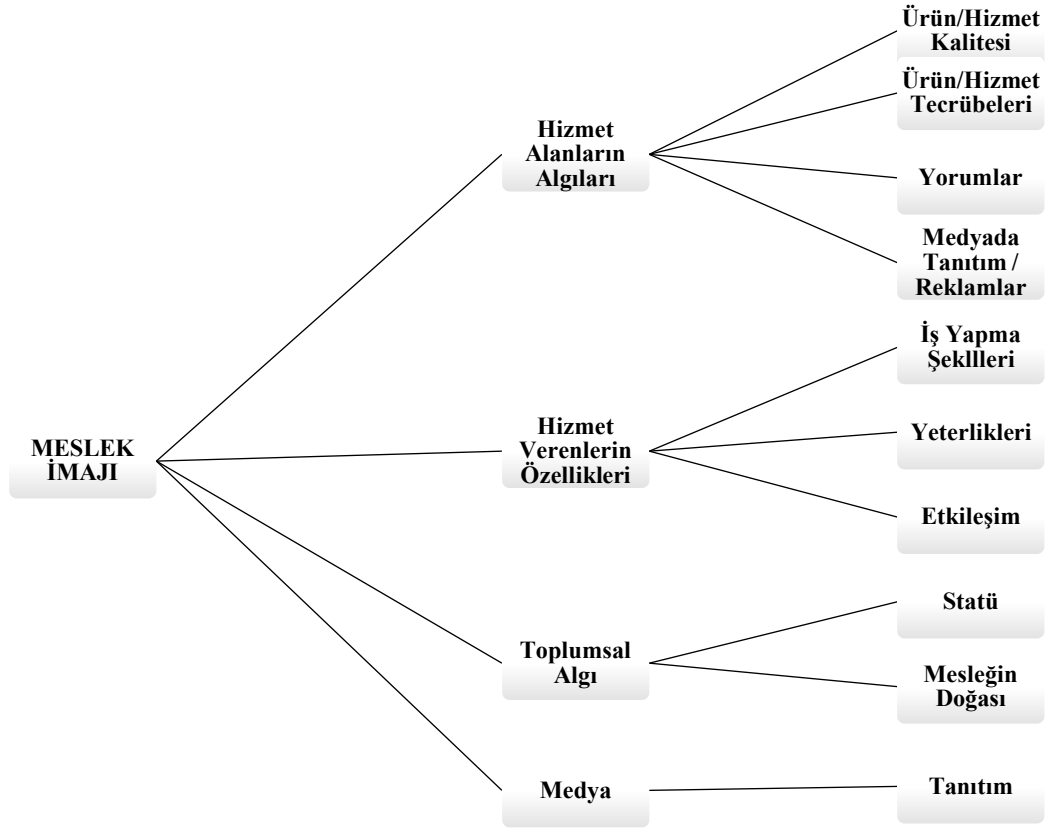 MESLEK
İMAJI
Hizmet
Alanların
Algıları
Ürün/Hizmet
Kalitesi
Ürün/Hizmet
Tecrübeleri
Yorumlar
Medyada
Tanıtım /
Reklamlar
Hizmet
Verenlerin
Özellikleri
İş Yapma
Şekllleri
Yeterlikleri
Etkileşim
Toplumsal
Algı
Statü
Mesleğin
Doğası
Medya
Tanıtım